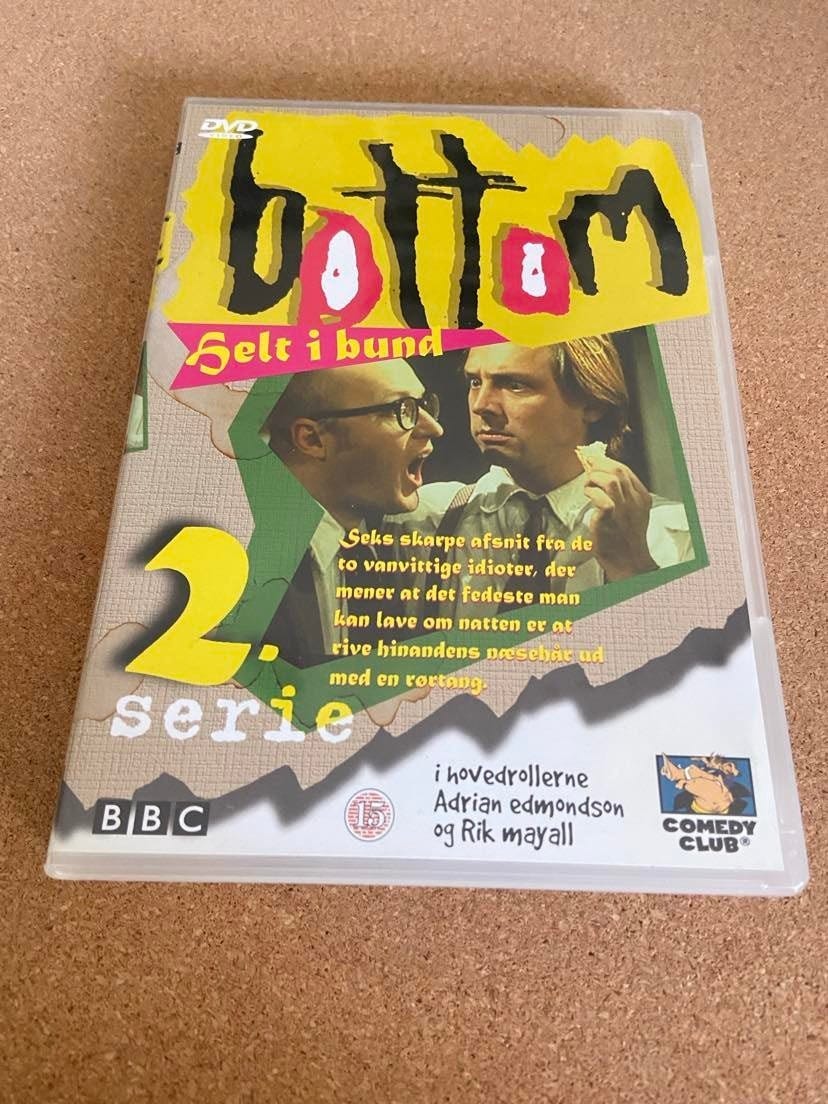 DVD
VIDEO
bottom
Helt i bund
Seks skarpe afsnit fra de
to vanvittige idioter, der
mener at det fedeste man
kan lave om natten er at
rive hinandens næsehår ud
med en rørtang.
2.
serie
BBC
15
i hovedrollerne
Adrian edmondson
og Rik mayall
COMEDY
CLUB®